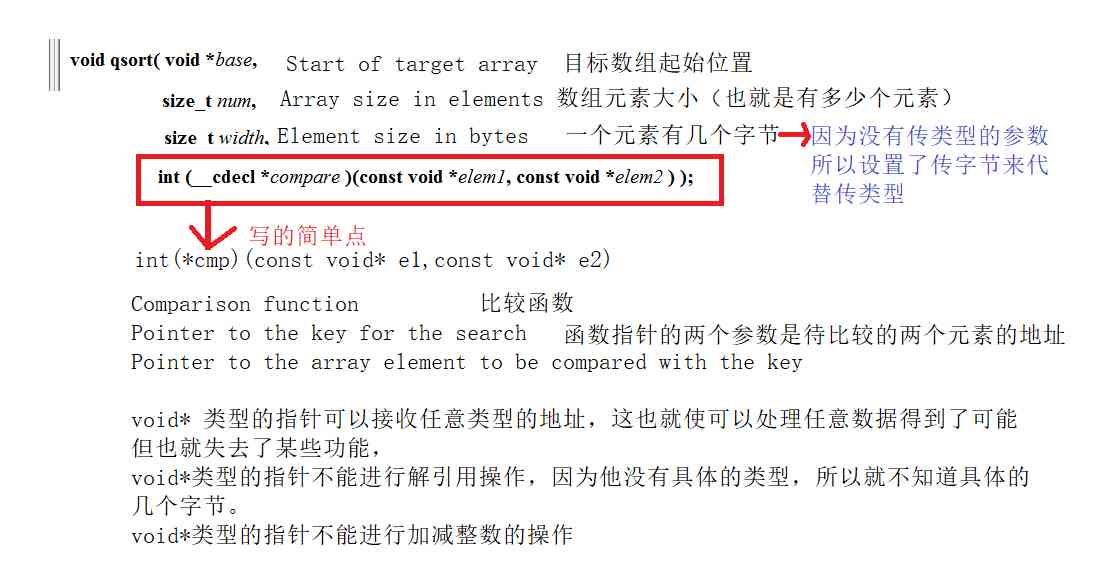 void qsort( void *base, Start of target array 目标数组起始位置
size_t num, Array size in elements 数组元素大小（也就是有多少个元素）
size_t width, Element size in bytes 一个元素有几个字节
因为没有传类型的参数
所以设置了传字节来代
替传类型
int (__cdecl *compare )(const void *elem1, const void *elem2 ) );
写的简单点
int(*cmp)(const void* e1,const void* e2)
Comparison function 比较函数
Pointer to the key for the search 函数指针的两个参数是待比较的两个元素的地址
Pointer to the array element to be compared with the key
void* 类型的指针可以接收任意类型的地址，这也就使可以处理任意数据得到了可能
但也就失去了某些功能，
void*类型的指针不能进行解引用操作，因为他没有具体的类型，所以就不知道具体的
几个字节。
void*类型的指针不能进行加减整数的操作